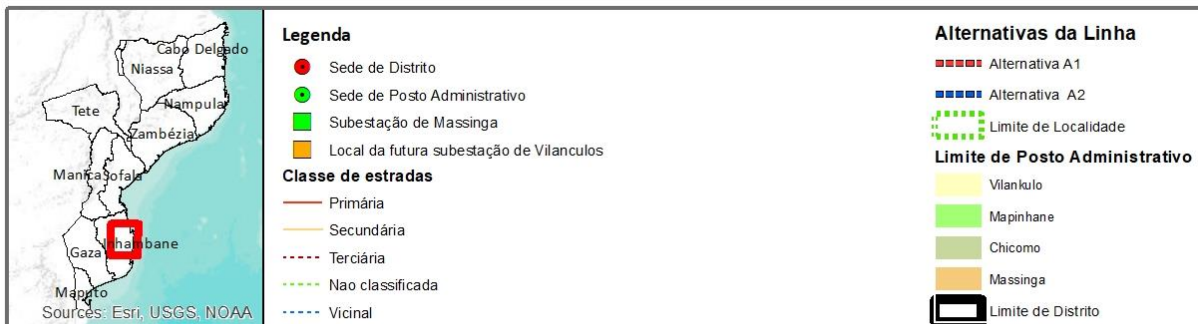 Cabo Delgado
Niassa
Nampula
Tete
Zambézia
Manica
Sofala
Inhambane
Gaza
Maputo
Sources: Esri, USGS, NOAA
Legenda
Sede de Distrito
Sede de Posto Administrativo
Subestação de Massinga
Local da futura subestação de Vilanculos
Classe de estradas
Primária
Secundária
Terciária
Nao classificada
Vicinal
Alternativas da Linha
Alternativa A1
Alternativa A2
Limite de Localidade
Limite de Posto Administrativo
Vilankulo
Mapinhane
Chicomo
Massinga
Limite de Distrito